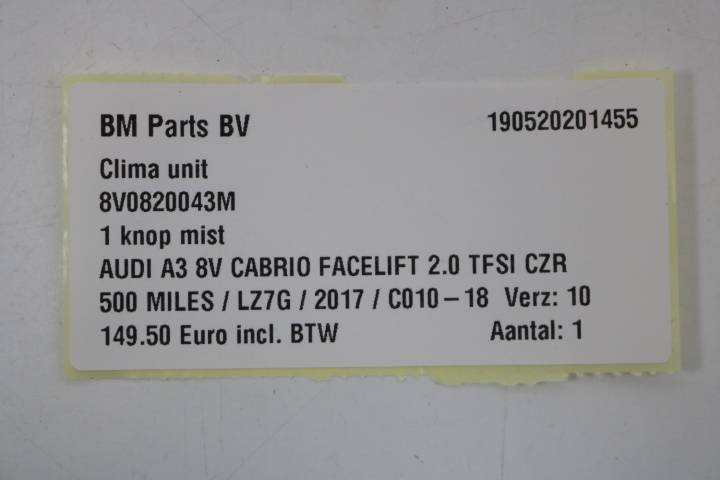 BM Parts BV 190520201455
Clima unit
8V0820043M
1 knop mist
AUDI A3 8V CABRIO FACELIFT 2.0 TFSI CZR
500 MILES / LZ7G / 2017 / C010-18 Verz: 10
149.50 Euro incl. BTW Aantal: 1